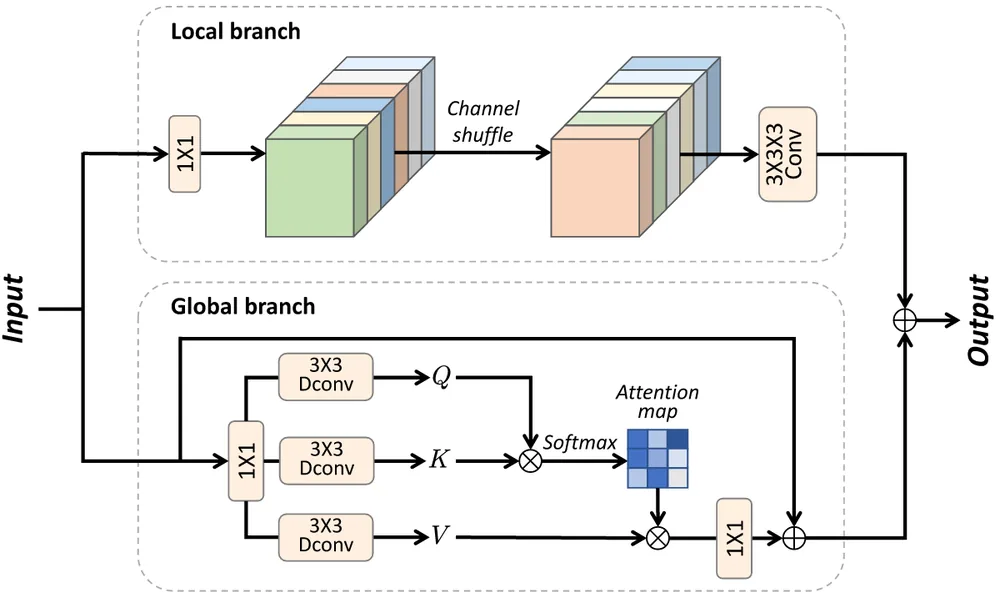 Local branch
1X1
Channel
shuffle
3X3X3
Conv
Input
Output
Global branch
3X3
Dconv
Q
Attention
map
1X1
3X3
Dconv
K
Softmax
3X3
Dconv
V
1X1